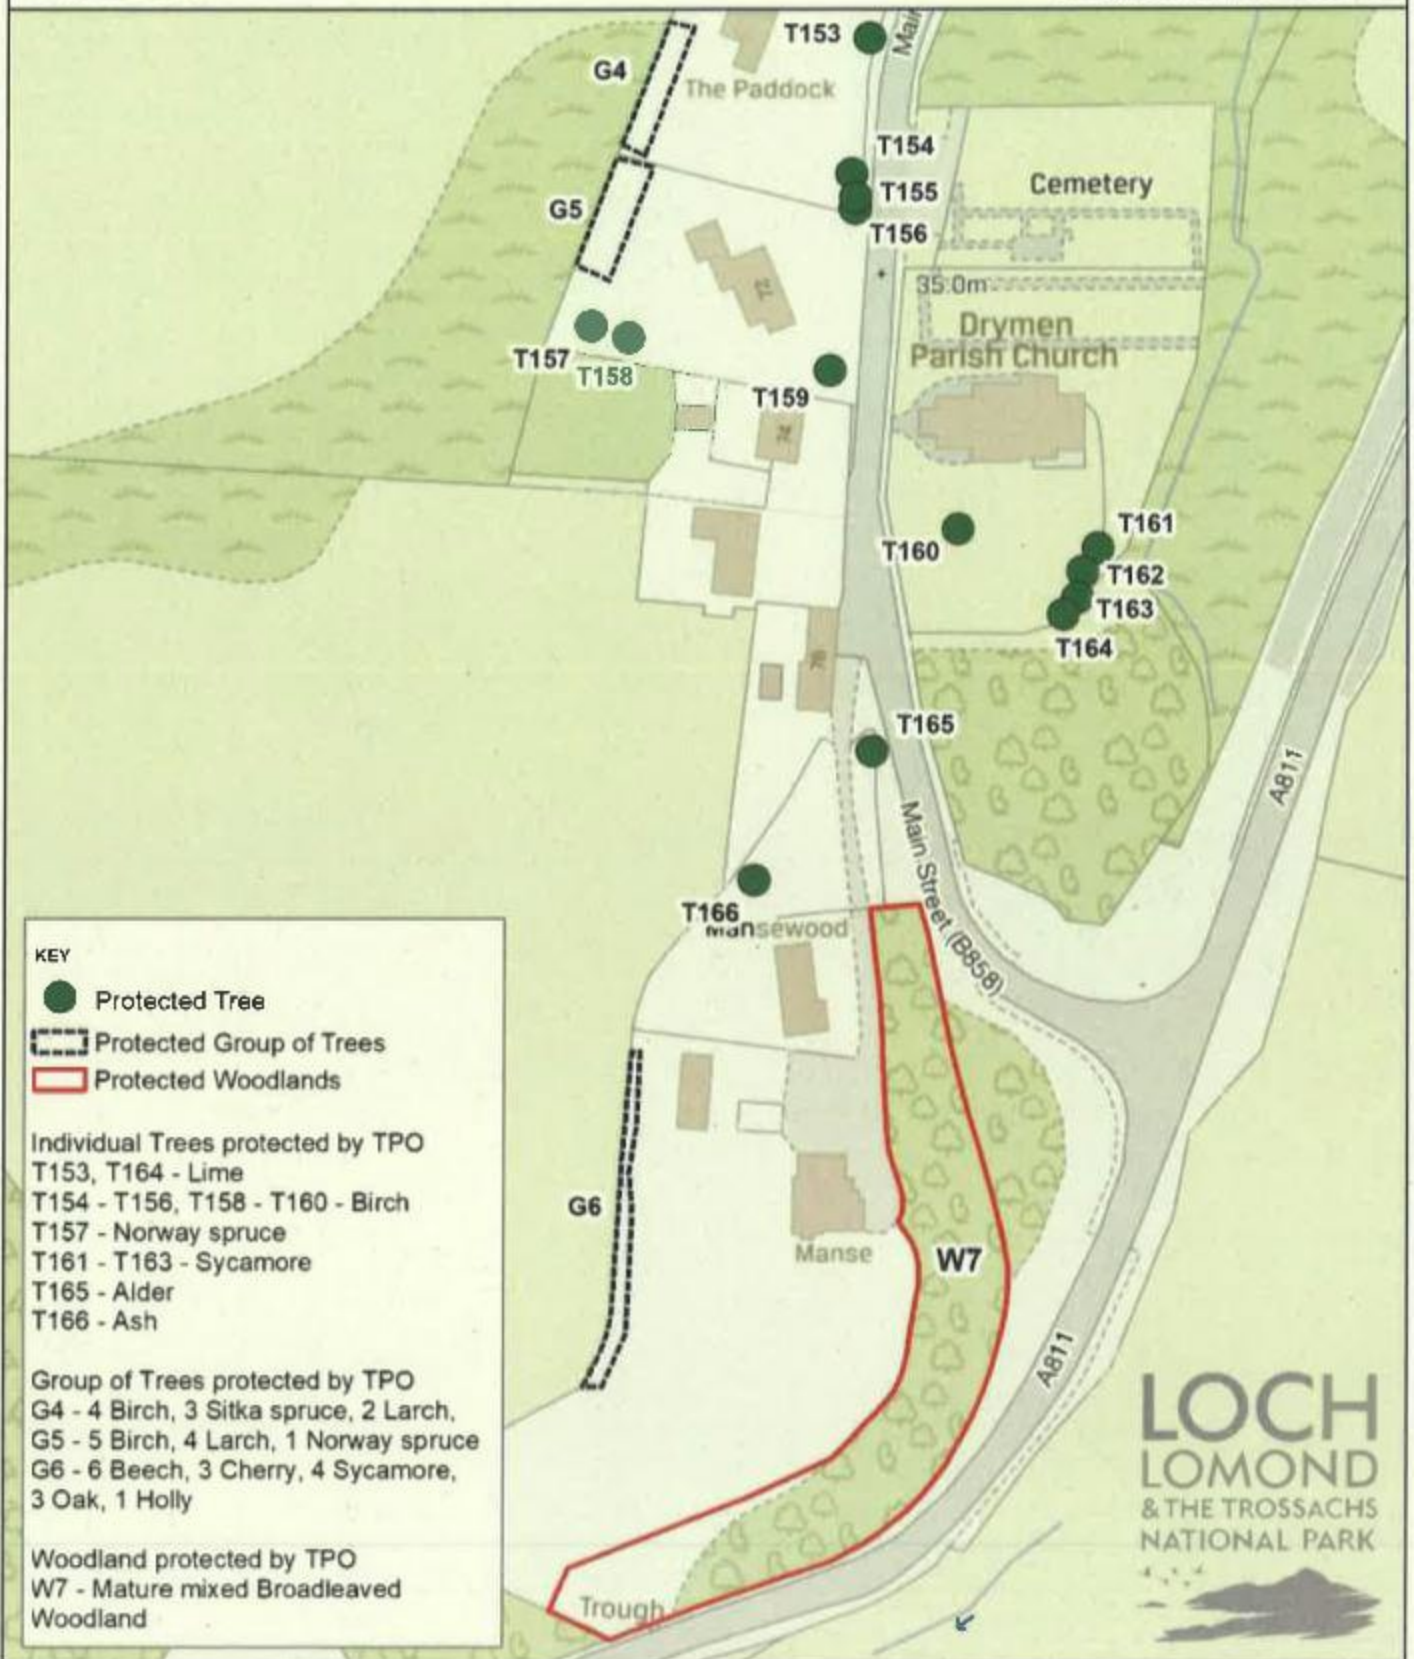 T153
Main
G4
The Paddock
T154
Cemetery
T155
G5
T156
35.0m
72
Drymen
Parish Church
T157
T158
T159
74
T161
T160
T162
T163
T164
T165
A811
Main Street (B858)
T166
Mansewood
KEY
Protected Tree
Protected Group of Trees
Protected Woodlands
Individual Trees protected by TPO
T153, T164 - Lime
T154 - T156, T158 - T160 - Birch
T157 - Norway spruce
T161 - T163 - Sycamore
T165 - Alder
T166 - Ash
Group of Trees protected by TPO
G4 - 4 Birch, 3 Sitka spruce, 2 Larch,
G5 - 5 Birch, 4 Larch, 1 Norway spruce
G6 - 6 Beech, 3 Cherry, 4 Sycamore,
3 Oak, 1 Holly
Woodland protected by TPO
W7 - Mature mixed Broadleaved
Woodland
G6
Manse
W7
A811
Trough
LOCH
LOMOND
& THE TROSSACHS
NATIONAL PARK